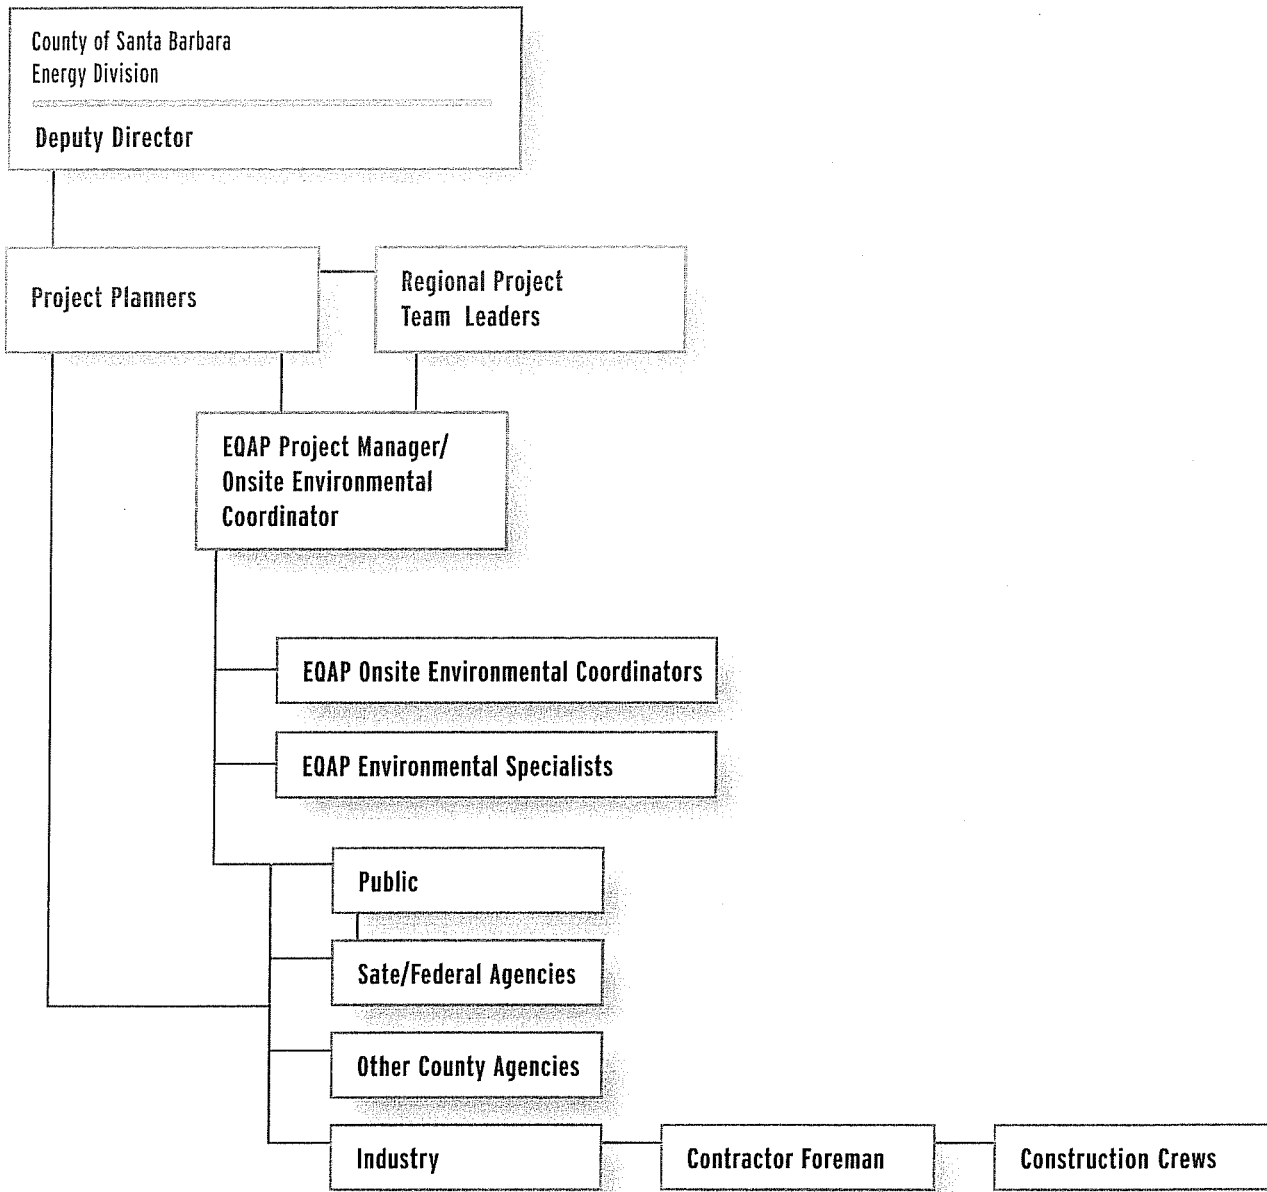 County of Santa Barbara
Energy Division
Deputy Director
Project Planners
Regional Project
Team Leaders
EQAP Project Manager/
Onsite Environmental
Coordinator
EQAP Onsite Environmental Coordinators
EQAP Environmental Specialists
Public
Sate/Federal Agencies
Other County Agencies
Industry
Contractor Foreman
Construction Crews